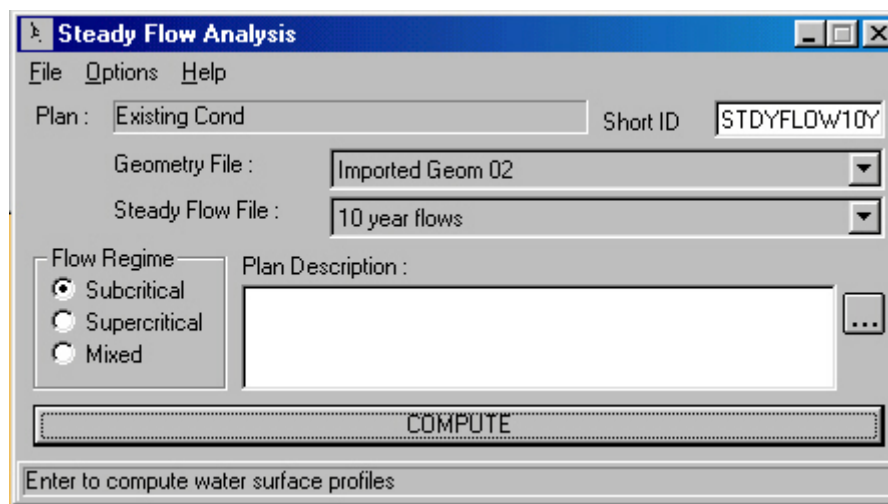 Steady Flow Analysis
File Options Help
Plan : Existing Cond Short ID STDYFLOW10Y
Geometry File : Imported Geom 02
Steady Flow File : 10 year flows
Flow Regime Plan Description :
Subcritical
Supercritical ...
Mixed
COMPUTE
Enter to compute water surface profiles